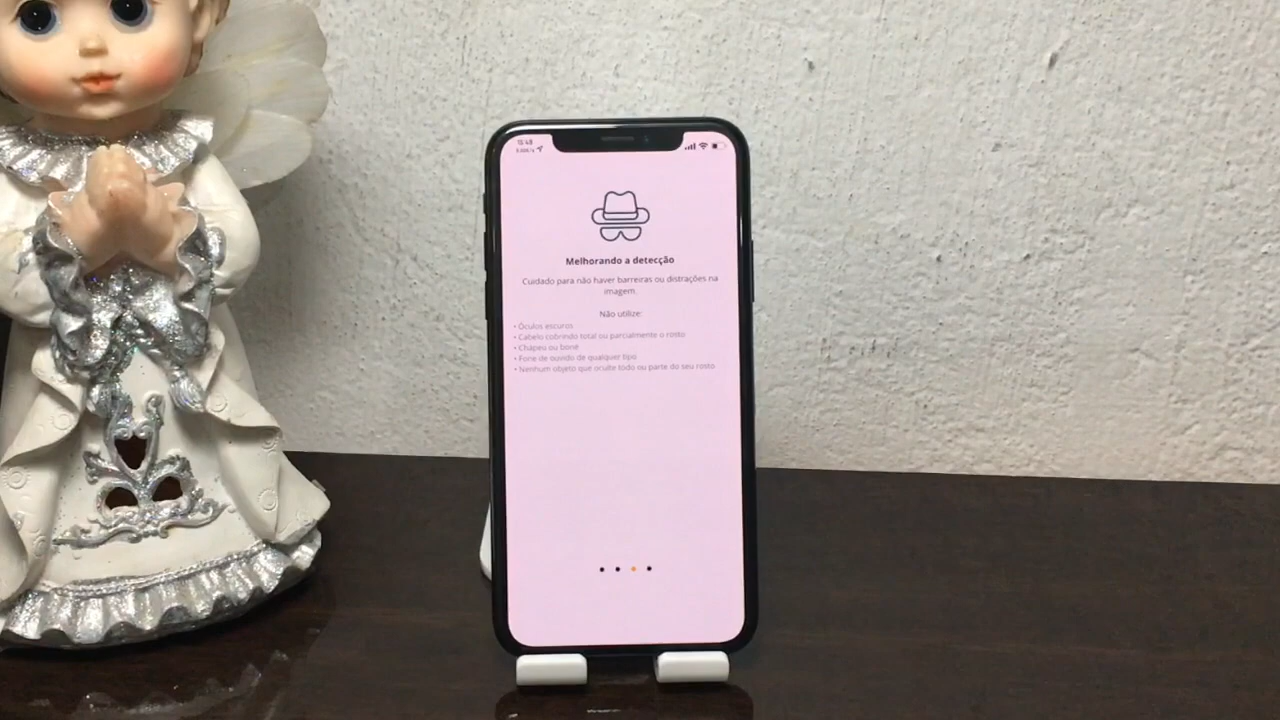 15:48
Melhorando a detecção
Cuidado para não haver barreiras ou distrações na
imagem.
Não utilize:
• Óculos escuros
• Cabelo cobrindo total ou parcialmente o rosto
• Chapéu ou boné
• Fone de ouvido de qualquer tipo
• Nenhum objeto que oculte todo ou parte do seu rosto